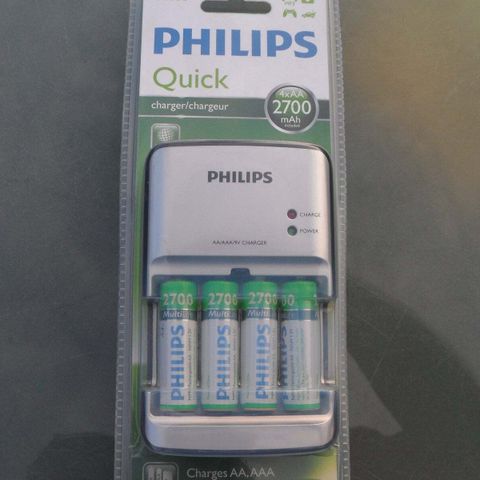 PHILIPS
Quick
charger/chargeur
4xAA
2700
mAh
PHILIPS
CHARGE
POWER
AA/AAA/9V CHARGER
2700 2700 2700 00
PHILIPS PHILIPS PHILIPS PHILIPS
Charges AA, AAA